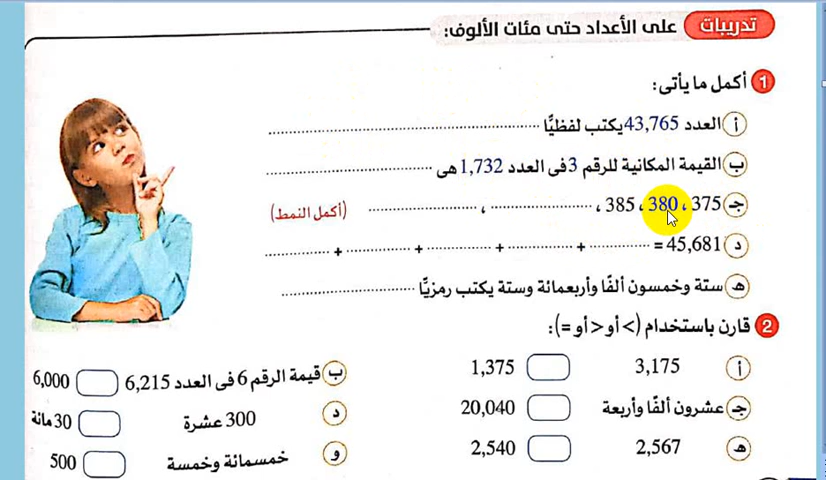 تدريبات على الأعداد حتى مئات الألوف:
1 أكمل ما يأتى:
أ العدد 43,765 يكتب لفظيًّا ........................
ب القيمة المكانية للرقم 3 فى العدد 1,732 هى ........................
جـ 375 ، 380 ، 385 ، ........................ ، ........................ (أكمل النمط)
د 45,681 = ............... + ............... + ............... + ............... + ...............
هـ ستة وخمسون ألفًا وأربعمائة وستة يكتب رمزيًّا ........................
2 قارن باستخدام (> أو < أو =):
أ 3,175 1,375
ب قيمة الرقم 6 فى العدد 6,215 6,000
جـ عشرون ألفًا وأربعة 20,040
د 300 عشرة 30 مائة
هـ 2,567 2,540
و خمسمائة وخمسة 500